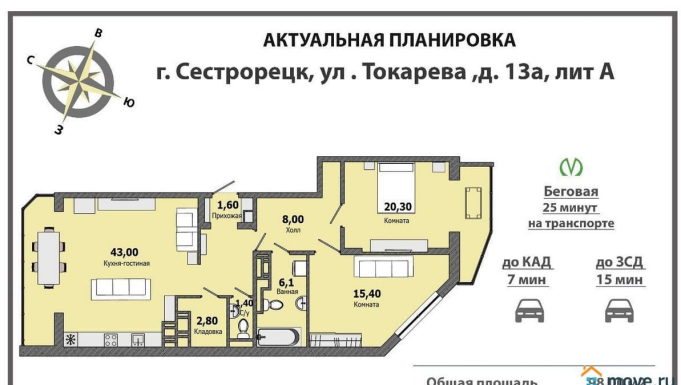 АКТУАЛЬНАЯ ПЛАНИРОВКА
г. Сестрорецк, ул . Токарева ,д. 13а, лит А
В
С
Ю
З
1,60
Прихожая
8,00
Холл
20,30
Комната
43,00
Кухня-гостиная
6,1
Ванная
15,40
Комната
1,40
С/у
2,80
Кладовка
Беговая
25 минут
на транспорте
до КАД
7 мин
до ЗСД
15 мин
Общая площадь
move.ru